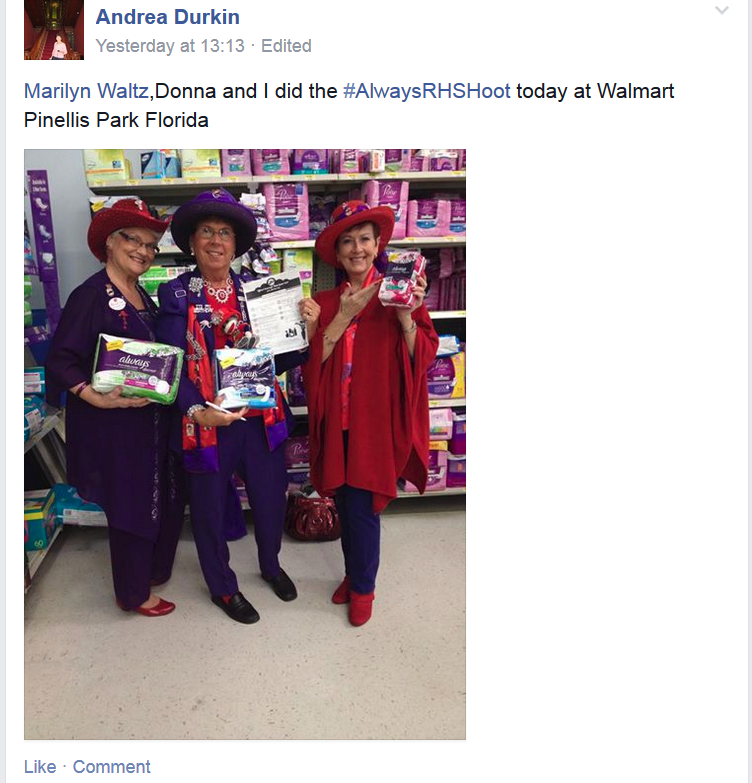 Andrea Durkin
Yesterday at 13:13 · Edited
Marilyn Waltz,Donna and I did the #AlwaysRHSHoot today at Walmart
Pinellis Park Florida
always
always
always
Like · Comment